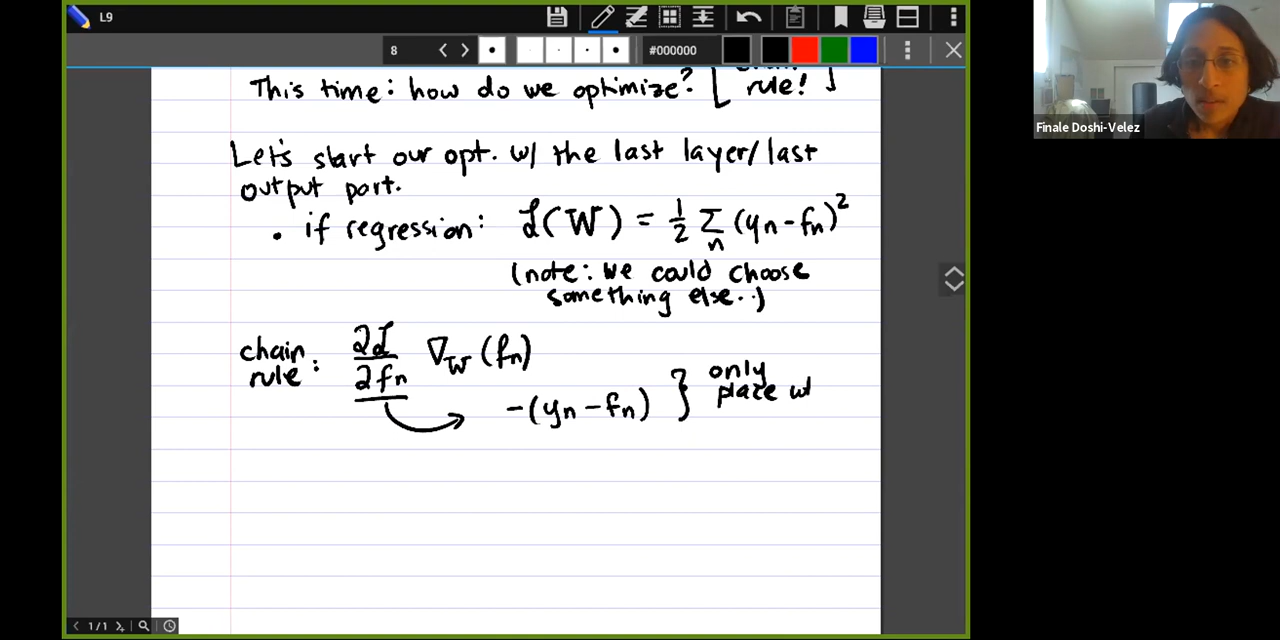 L9
8
#000000
This time: how do we optimize? [ rule! ]
Let's start our opt. w/ the last layer/last
output part.
• if regression: ℒ(W) = 1/2 Σn (yn - fn)²
(note: we could choose
something else..)
chain rule: ∂ℒ/∂fn ∇W (fn)
-(yn - fn) } only
place w/
1/1
Finale Doshi-Velez